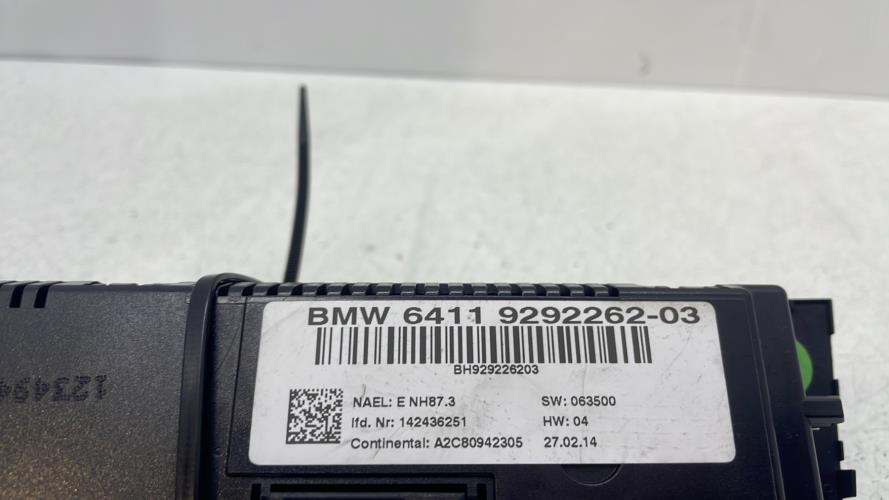 BMW 6411 9292262-03
BH929226203
NAEL: E NH87.3 SW: 063500
lfd. Nr: 142436251 HW: 04
Continental: A2C80942305 27.02.14